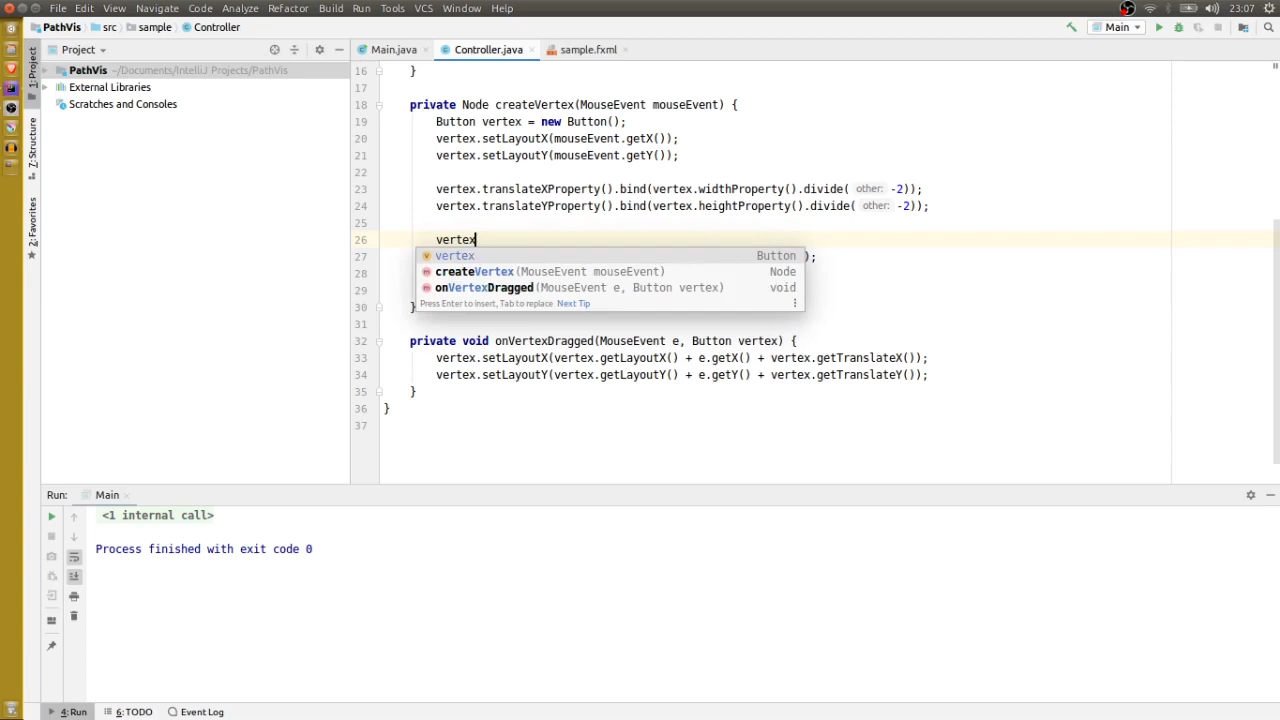 File Edit View Navigate Code Analyze Refactor Build Run Tools VCS Window Help 23:07
PathVis src sample Controller Main
Project Main.java Controller.java sample.fxml
1: Project
7: Structure
2: Favorites
PathVis ~/Documents/IntelliJ Projects/PathVis
External Libraries
Scratches and Consoles
16 }
17
18 private Node createVertex(MouseEvent mouseEvent) {
19 Button vertex = new Button();
20 vertex.setLayoutX(mouseEvent.getX());
21 vertex.setLayoutY(mouseEvent.getY());
22
23 vertex.translateXProperty().bind(vertex.widthProperty().divide( other: -2));
24 vertex.translateYProperty().bind(vertex.heightProperty().divide( other: -2));
25
26 vertex
27 );
28
29
30 }
31
32 private void onVertexDragged(MouseEvent e, Button vertex) {
33 vertex.setLayoutX(vertex.getLayoutX() + e.getX() + vertex.getTranslateX());
34 vertex.setLayoutY(vertex.getLayoutY() + e.getY() + vertex.getTranslateY());
35 }
36 }
37
vertex Button
createVertex(MouseEvent mouseEvent) Node
onVertexDragged(MouseEvent e, Button vertex) void
Press Enter to insert, Tab to replace Next Tip
Run: Main
<1 internal call>
Process finished with exit code 0
4: Run 6: TODO Event Log